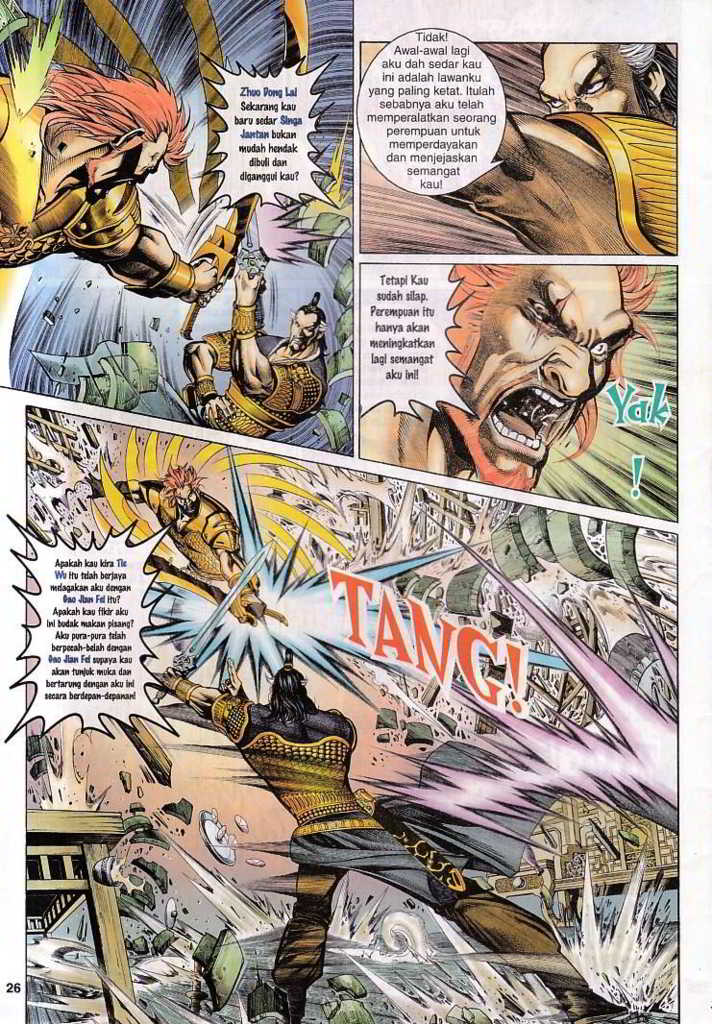 Zhuo Dong Lai
Sekarang kau
baru sedar Singa
Jantan bukan
mudah hendak
dibuli dan
diganggui kau?
Tidak!
Awal-awal lagi
aku dah sedar kau
ini adalah lawanku
yang paling ketat. Itulah
sebabnya aku telah
memperalatkan seorang
perempuan untuk
memperdayakan
dan menjejaskan
semangat
kau!
Tetapi Kau
sudah silap.
Perempuan itu
hanya akan
meningkatkan
lagi semangat
aku ini!
Yak
!
Apakah kau kira Tie
Wu itu telah berjaya
melagakan aku dengan
Gao Jian Fei itu?
Apakah kau fikir aku
ini budak makan pisang?
Aku pura-pura telah
berpecah-belah dengan
Gao Jian Fei supaya kau
akan tunjuk muka dan
bertarung dengan aku ini
secara berdepan-depanan!
TANG!
26